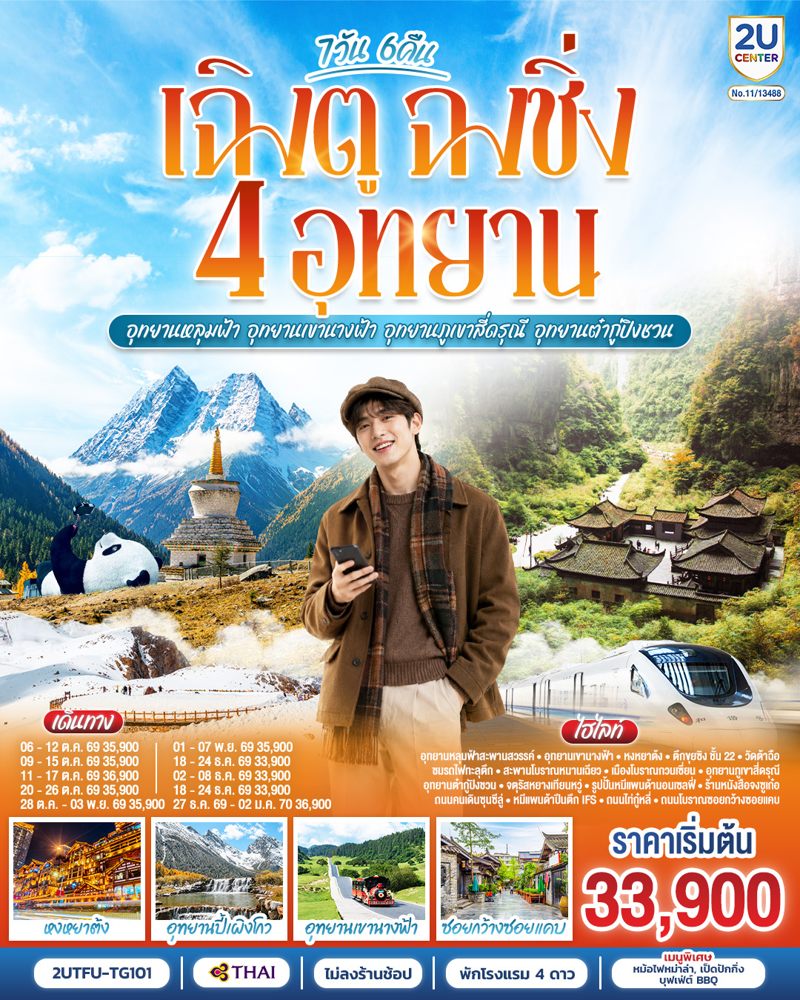 7วัน 6คืน
2U
CENTER
No.11/13488
เฉิงตู ฉงชิ่ง
4 อุทยาน
อุทยานหลุมฟ้า อุทยานเขานางฟ้า อุทยานภูเขาสี่ดรุณี อุทยานต๋ากู่ปิงชวน
เดินทาง
06 - 12 ต.ค. 69 35,900
09 - 15 ต.ค. 69 35,900
11 - 17 ต.ค. 69 36,900
20 - 26 ต.ค. 69 35,900
28 ต.ค. - 03 พ.ย. 69 35,900
01 - 07 พ.ย. 69 35,900
18 - 24 ธ.ค. 69 33,900
02 - 08 ธ.ค. 69 33,900
18 - 24 ธ.ค. 69 33,900
27 ธ.ค. 69 - 02 ม.ค. 70 36,900
ไฮไลท์
อุทยานหลุมฟ้าสะพานสวรรค์ • อุทยานเขานางฟ้า • หงหยาต้ง • ตึกขุยซิง ชั้น 22 • วัดต้าฉือ
ชมรถไฟทะลุตึก • สะพานโบราณหนานเฉียว • เมืองโบราณกวนเซี่ยน • อุทยานภูเขาสี่ดรุณี
อุทยานต๋ากู่ปิงชวน • จตุรัสหยางเทียนหวู่ • รูปปั้นหมีแพนด้านอนเซลฟี่ • ร้านหนังสือจงซูเก๋อ
ถนนคนเดินชุนซีลู่ • หมีแพนด้าปีนตึก IFS • ถนนไท่กู๋หลี่ • ถนนโบราณซอยกว้างซอยแคบ
หงหยาต้ง
อุทยานปี้เผิงโกว
อุทยานเขานางฟ้า
ซอยกว้างซอยแคบ
ราคาเริ่มต้น
33,900
2UTFU-TG101
THAI
ไม่ลงร้านช้อป
พักโรงแรม 4 ดาว
เมนูพิเศษ
หม้อไฟหม่าล่า, เป็ดปักกิ่ง
บุฟเฟ่ต์ BBQ